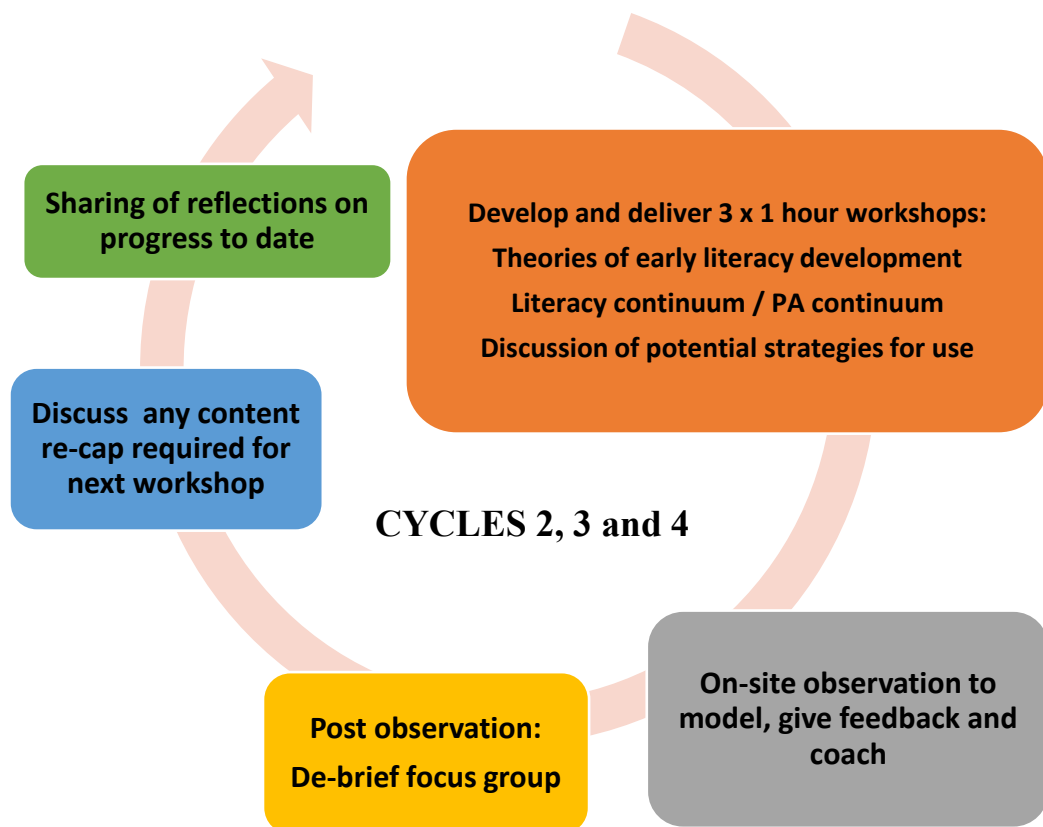 Develop and deliver 3 x 1 hour workshops:
Theories of early literacy development
Literacy continuum / PA continuum
Discussion of potential strategies for use
On-site observation to
model, give feedback and
coach
Post observation:
De-brief focus group
Discuss any content
re-cap required for
next workshop
Sharing of reflections on
progress to date
CYCLES 2, 3 and 4